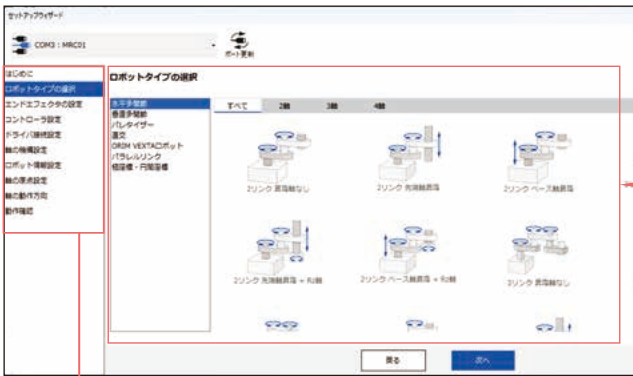 セットアップウィザード
COM3 : MRC01
ポート更新
はじめに
ロボットタイプの選択
エンドエフェクタの設定
コントローラ設定
ドライバ接続設定
軸の機構設定
ロボット情報設定
軸の原点設定
軸の動作方向
動作確認
ロボットタイプの選択
水平多関節
垂直多関節
パレタイザー
直交
ORIM VEXTAロボット
パラレルリンク
極座標・円筒座標
すべて 2軸 3軸 4軸
2リンク 昇降軸なし
2リンク 先端軸昇降
2リンク ベース軸昇降
2リンク 先端軸昇降 + RJ軸
2リンク ベース軸昇降 + RJ軸
3リンク 昇降軸なし
戻る 次へ